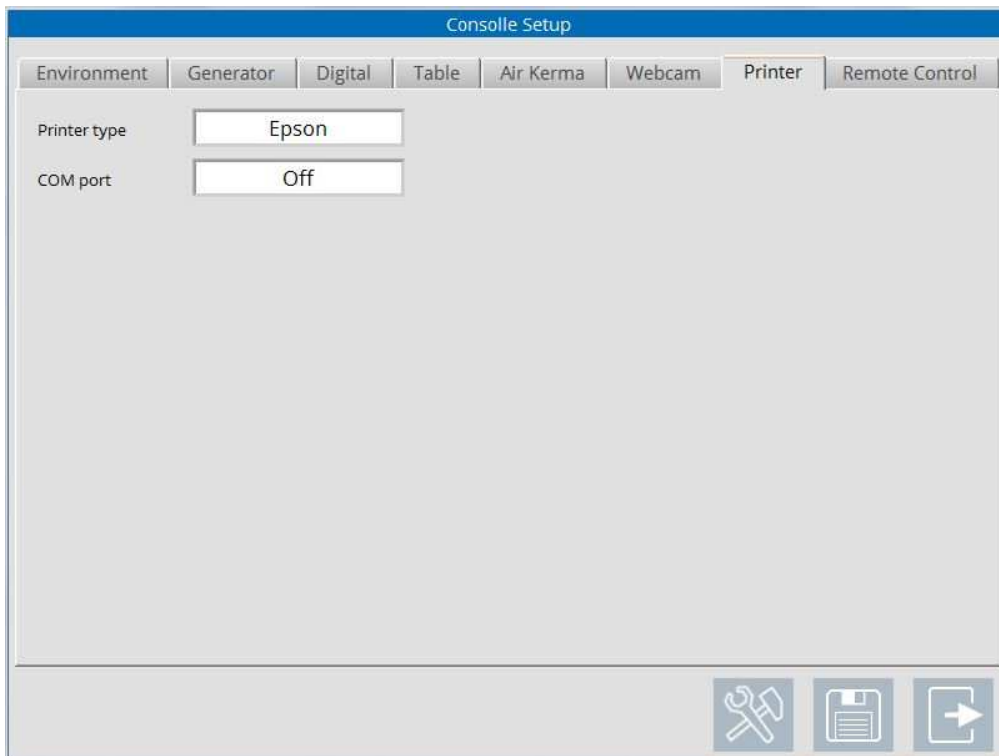 Consolle Setup
Environment Generator Digital Table Air Kerma Webcam Printer Remote Control
Printer type Epson
COM port Off